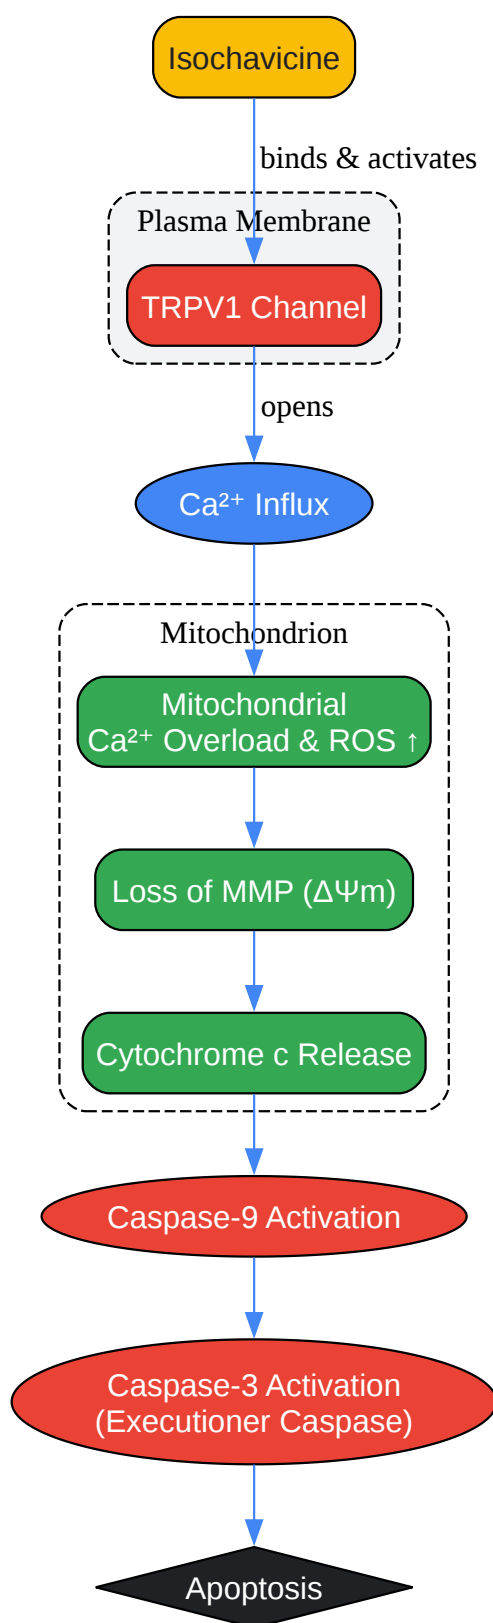 Isochavicine
binds & activates
Plasma Membrane
TRPV1 Channel
opens
Ca²⁺ Influx
Mitochondrion
Mitochondrial
Ca²⁺ Overload & ROS ↑
Loss of MMP (ΔΨm)
Cytochrome c Release
Caspase-9 Activation
Caspase-3 Activation
(Executioner Caspase)
Apoptosis